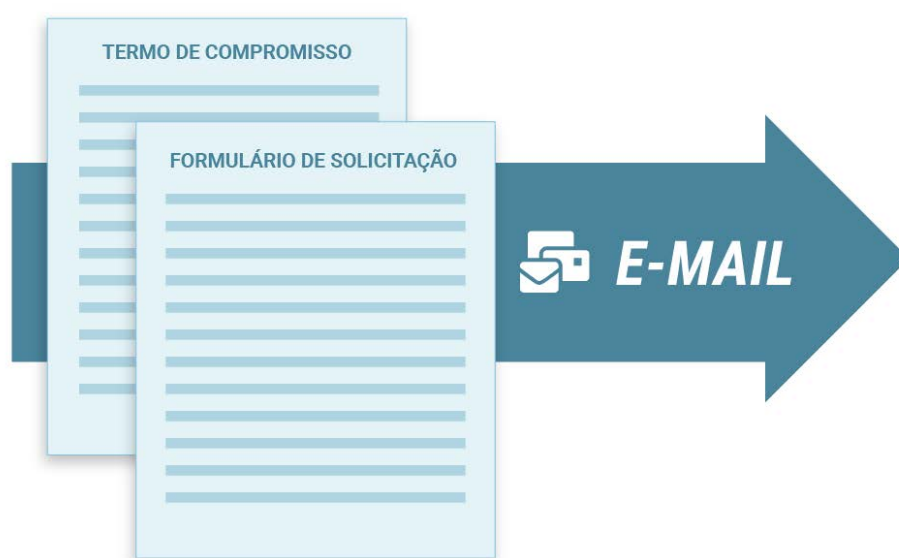 TERMO DE COMPROMISSO
FORMULÁRIO DE SOLICITAÇÃO
E-MAIL